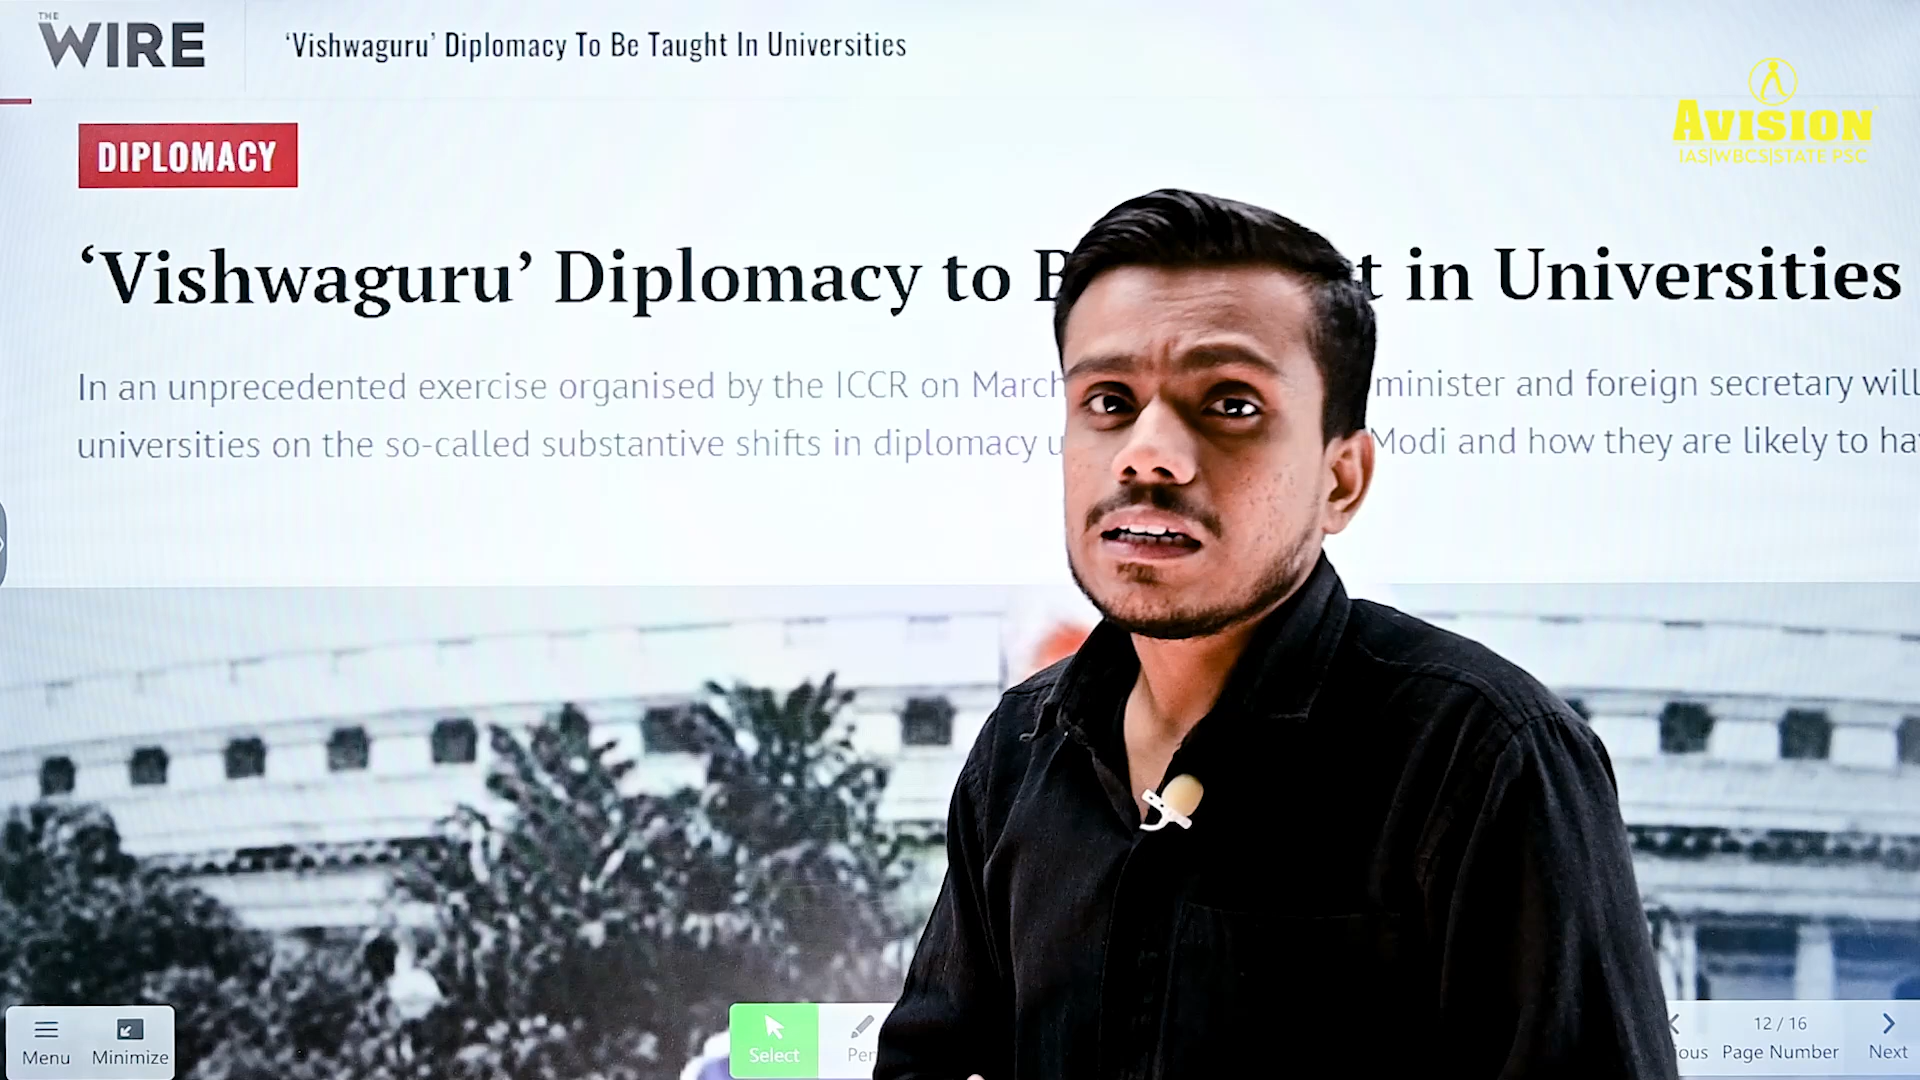 THE
WIRE
'Vishwaguru' Diplomacy To Be Taught In Universities
AVISION
IAS|WBCS|STATE PSC
DIPLOMACY
'Vishwaguru' Diplomacy to in Universities
In an unprecedented exercise organised by the ICCR on March minister and foreign secretary will
universities on the so-called substantive shifts in diplomacy Modi and how they are likely to
Menu
Minimize
Select
12 / 16
Page Number
Next